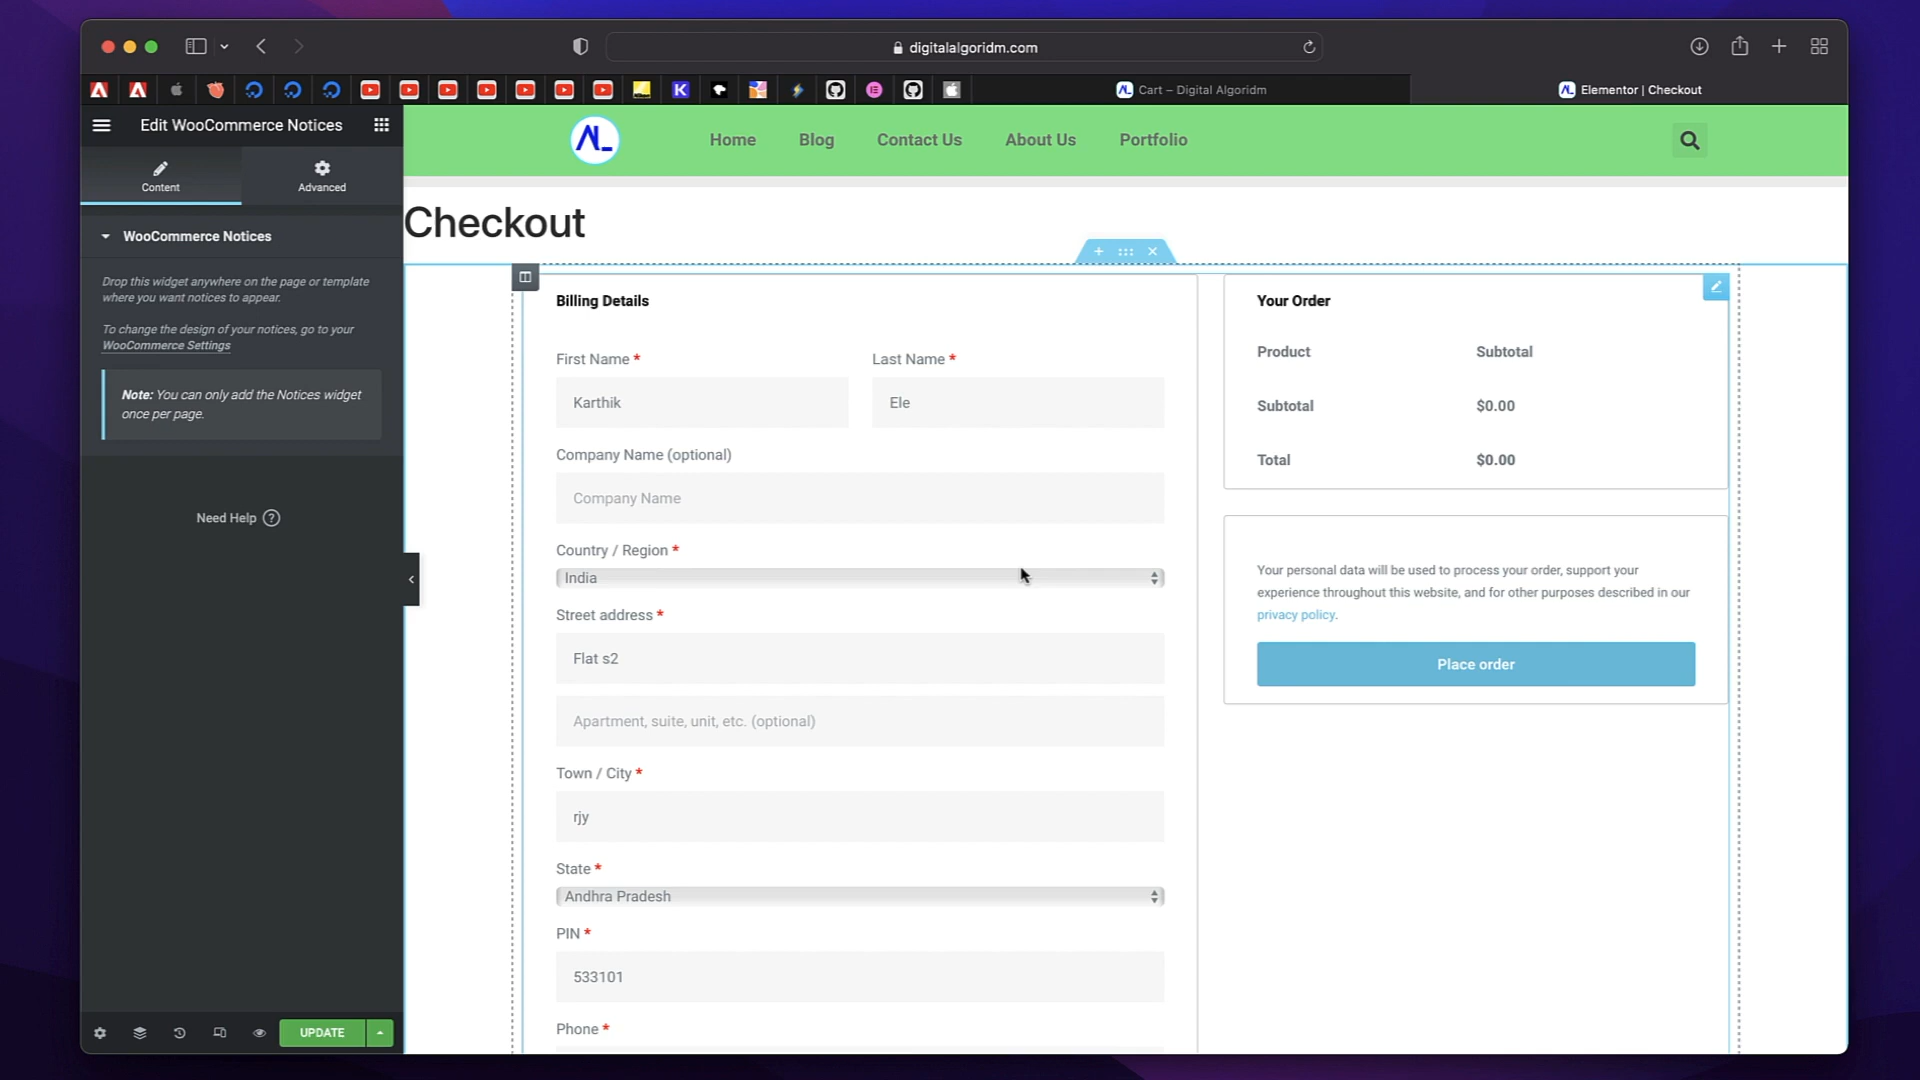 digitalalgoridm.com
Cart – Digital Algoridm
Elementor | Checkout
Edit WooCommerce Notices
Content
Advanced
WooCommerce Notices
Drop this widget anywhere on the page or template
where you want notices to appear.
To change the design of your notices, go to your
WooCommerce Settings
Note: You can only add the Notices widget
once per page.
Need Help
UPDATE
AL_
Home
Blog
Contact Us
About Us
Portfolio
Checkout
Billing Details
First Name *
Last Name *
Karthik
Ele
Company Name (optional)
Company Name
Country / Region *
India
Street address *
Flat s2
Apartment, suite, unit, etc. (optional)
Town / City *
rjy
State *
Andhra Pradesh
PIN *
533101
Phone *
Your Order
Product
Subtotal
Subtotal
$0.00
Total
$0.00
Your personal data will be used to process your order, support your
experience throughout this website, and for other purposes described in our
privacy policy.
Place order